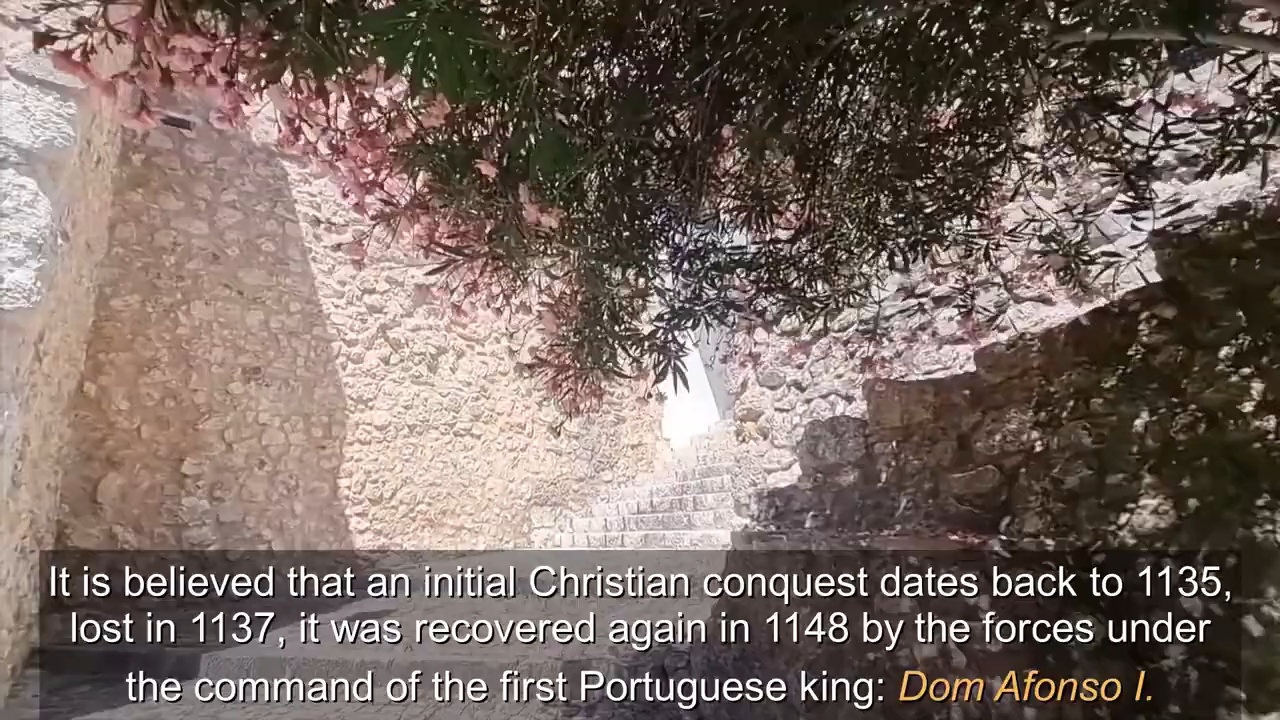 It is believed that an initial Christian conquest dates back to 1135,
lost in 1137, it was recovered again in 1148 by the forces under
the command of the first Portuguese king: Dom Afonso I.